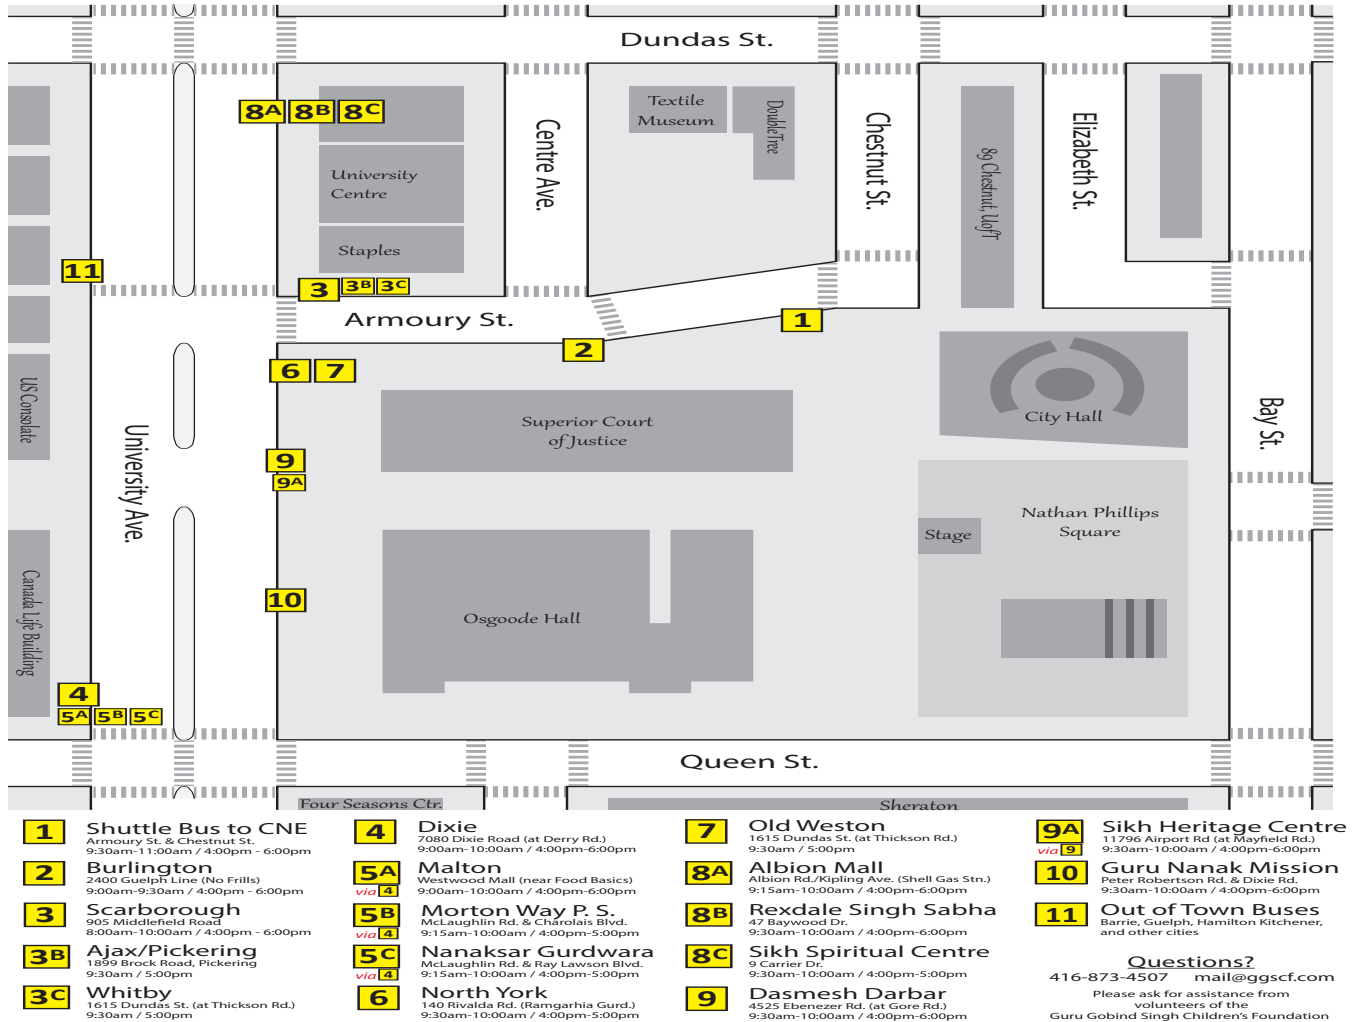 Dundas St.
8A 8B 8C
Textile
Museum
DoubleTree
Centre Ave.
Chestnut St.
89 Chestnut, UofT
Elizabeth St.
University
Centre
Staples
11
3 3B 3C
Armoury St.
1
2
6 7
US Consolate
University Ave.
Superior Court
of Justice
City Hall
Bay St.
9
9A
Nathan Phillips
Square
Stage
Canada Life Building
10
Osgoode Hall
4
5A 5B 5C
Queen St.
Four Seasons Ctr.
Sheraton
1 Shuttle Bus to CNE
Armoury St. & Chestnut St.
9:30am-11:00am / 4:00pm - 6:00pm
2 Burlington
2400 Guelph Line (No Frills)
9:00am-9:30am / 4:00pm - 6:00pm
3 Scarborough
905 Middlefield Road
8:00am-10:00am / 4:00pm - 6:00pm
3B Ajax/Pickering
1899 Brock Road, Pickering
9:30am / 5:00pm
3C Whitby
1615 Dundas St. (at Thickson Rd.)
9:30am / 5:00pm
4 Dixie
7080 Dixie Road (at Derry Rd.)
9:00am-10:00am / 4:00pm-6:00pm
5A Malton
Westwood Mall (near Food Basics)
via 4 9:00am-10:00am / 4:00pm-6:00pm
5B Morton Way P. S.
McLaughlin Rd. & Charolais Blvd.
via 4 9:15am-10:00am / 4:00pm-5:00pm
5C Nanaksar Gurdwara
McLaughlin Rd. & Ray Lawson Blvd.
via 4 9:15am-10:00am / 4:00pm-5:00pm
6 North York
140 Rivalda Rd. (Ramgarhia Gurd.)
9:30am-10:00am / 4:00pm-5:00pm
7 Old Weston
1615 Dundas St. (at Thickson Rd.)
9:30am / 5:00pm
8A Albion Mall
Albion Rd./Kipling Ave. (Shell Gas Stn.)
9:15am-10:00am / 4:00pm-6:00pm
8B Rexdale Singh Sabha
47 Baywood Dr.
9:30am-10:00am / 4:30pm-6:00pm
8C Sikh Spiritual Centre
9 Carrier Dr.
9:30am-10:00am / 4:00pm-5:00pm
9 Dasmesh Darbar
4525 Ebenezer Rd. (at Gore Rd.)
9:30am-10:00am / 4:00pm-6:00pm
9A Sikh Heritage Centre
11796 Airport Rd (at Mayfield Rd.)
via 9 9:30am-10:00am / 4:00pm-6:00pm
10 Guru Nanak Mission
Peter Robertson Rd. & Dixie Rd.
9:30am-10:00am / 4:00pm-6:00pm
11 Out of Town Buses
Barrie, Guelph, Hamilton Kitchener,
and other cities
Questions?
416-873-4507 mail@ggscf.com
Please ask for assistance from
volunteers of the
Guru Gobind Singh Children's Foundation